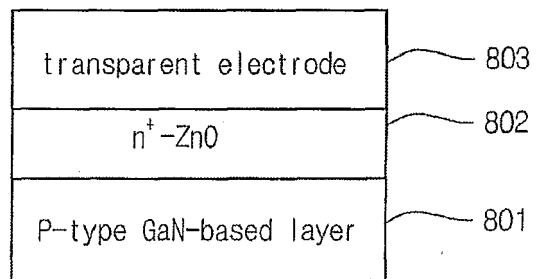 transparent electrode
803
n⁺-ZnO
802
P-type GaN-based layer
801